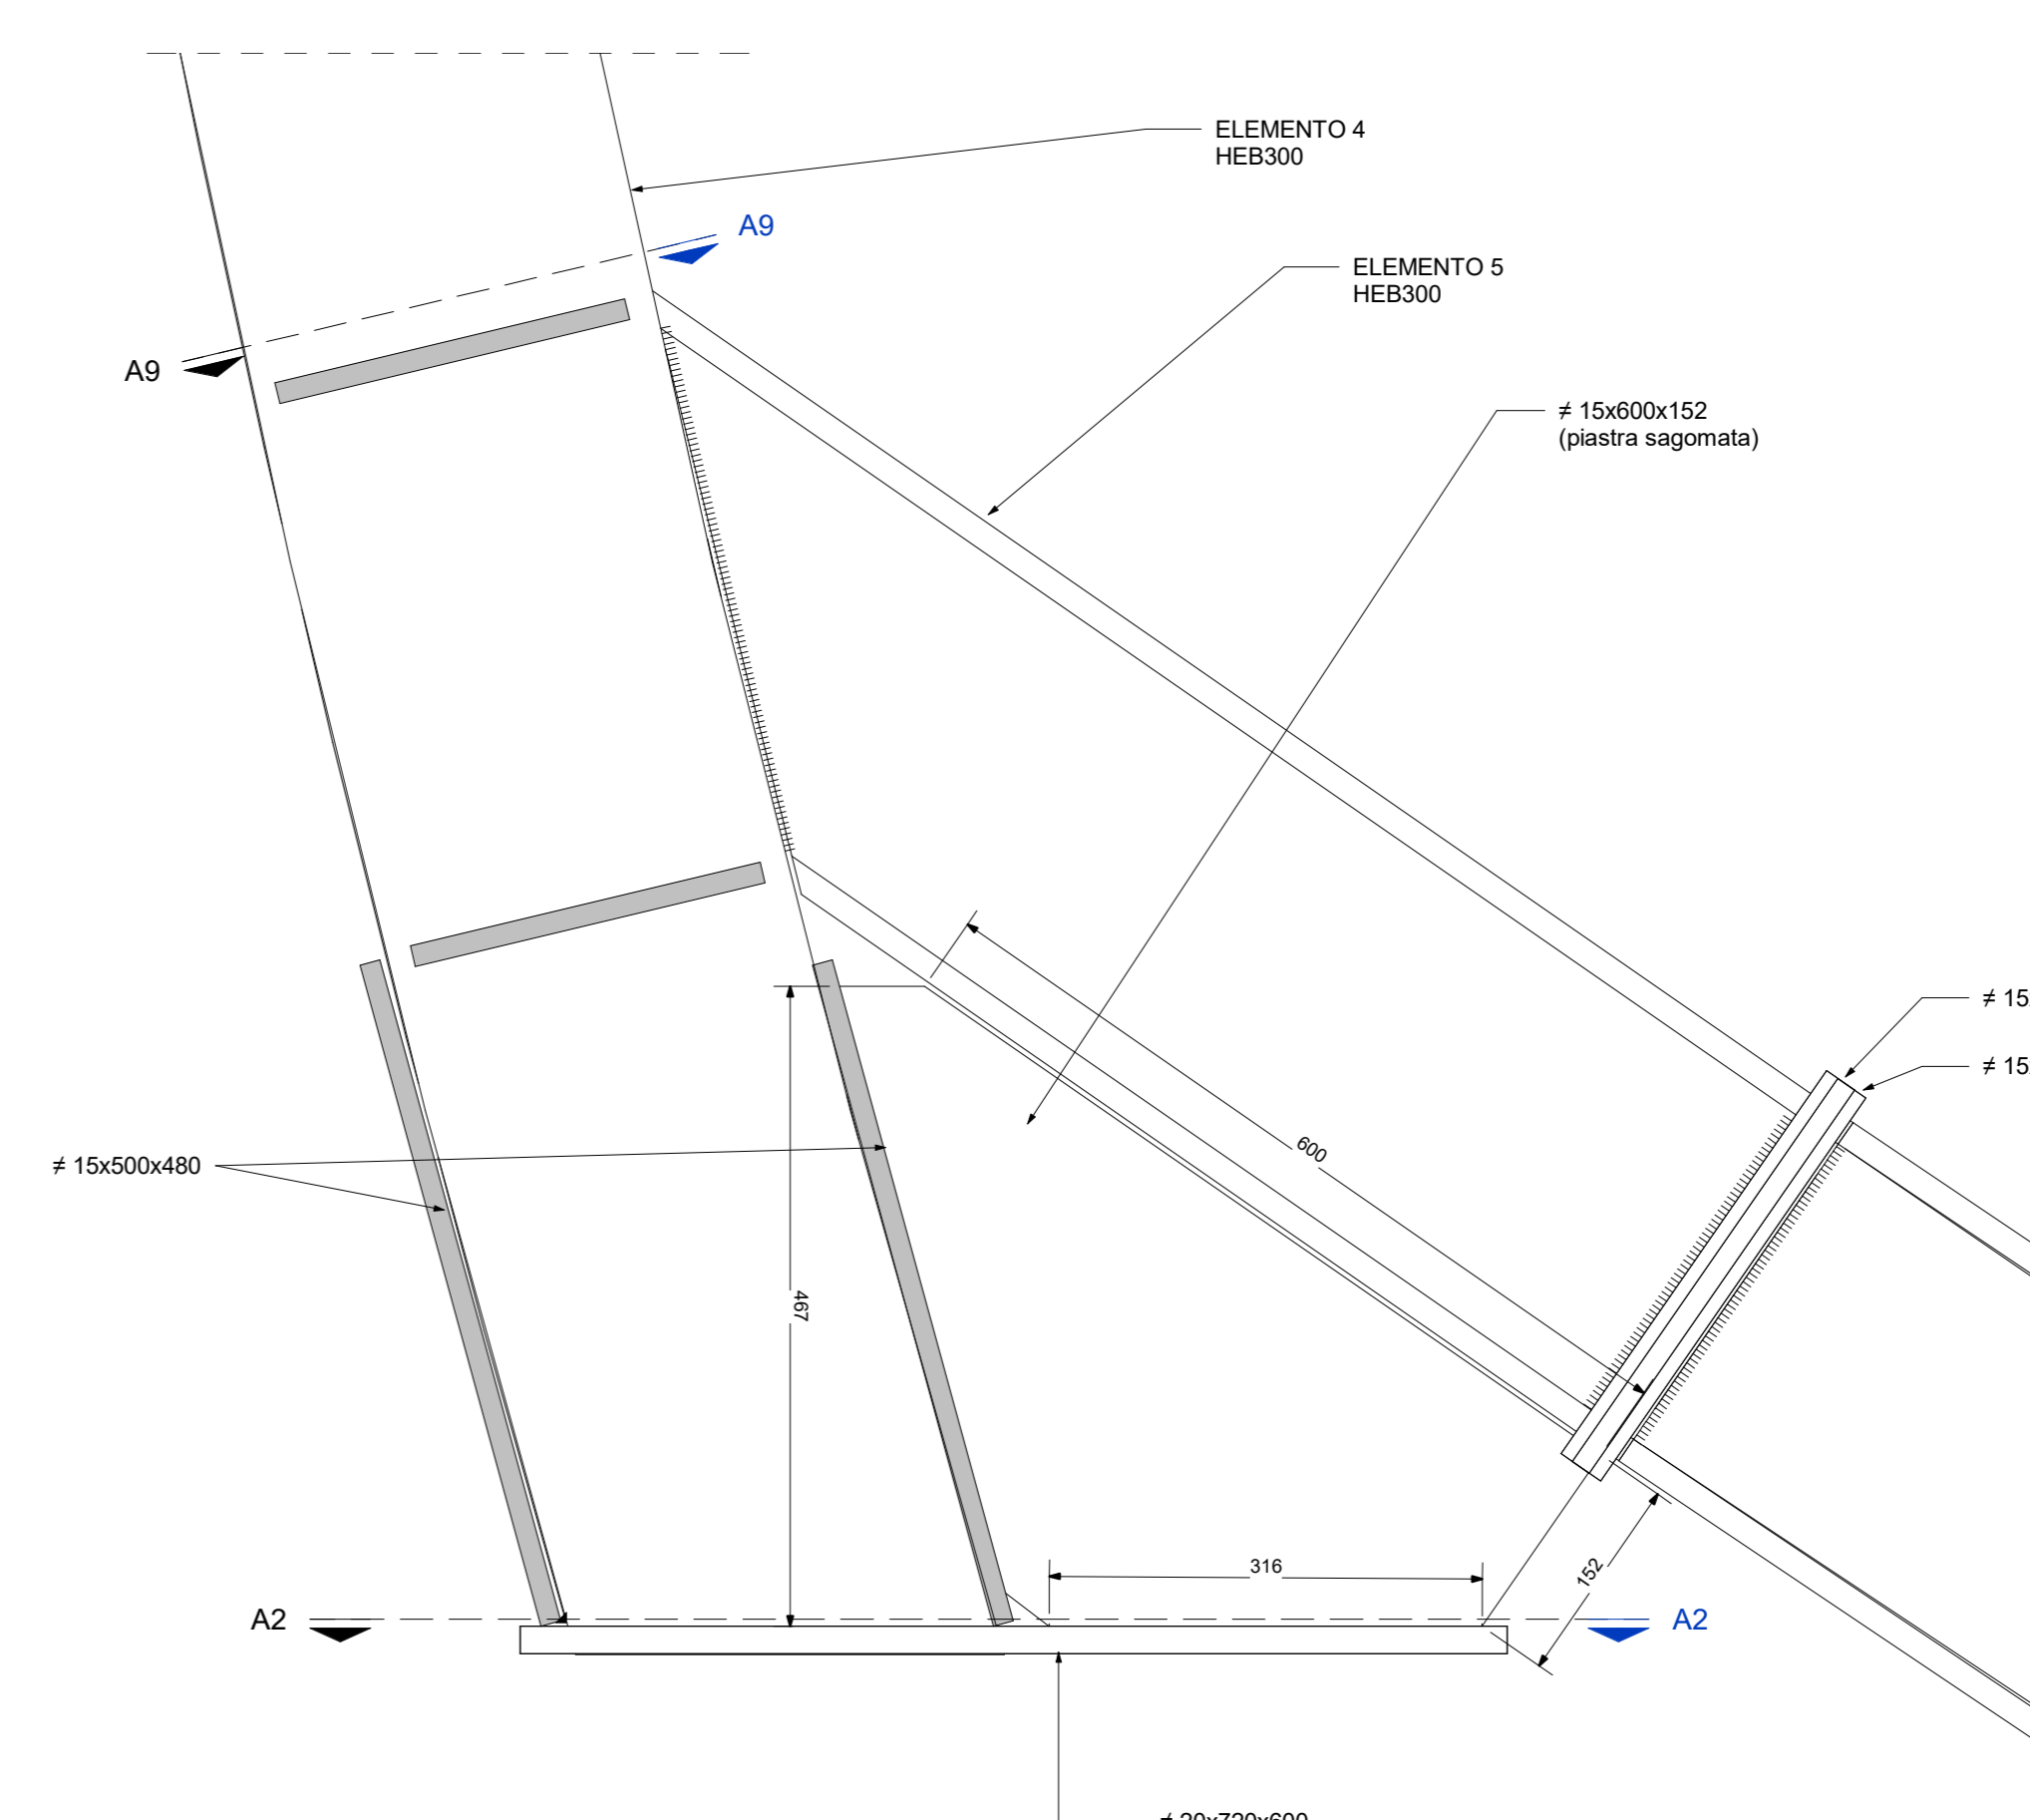 ELEMENTO 4
HEB300
A9
ELEMENTO 5
HEB300
A9
≠ 15x600x152
(piastra sagomata)
≠ 15
≠ 15
600
≠ 15x500x480
467
316
152
A2
A2
≠ 20x720x600